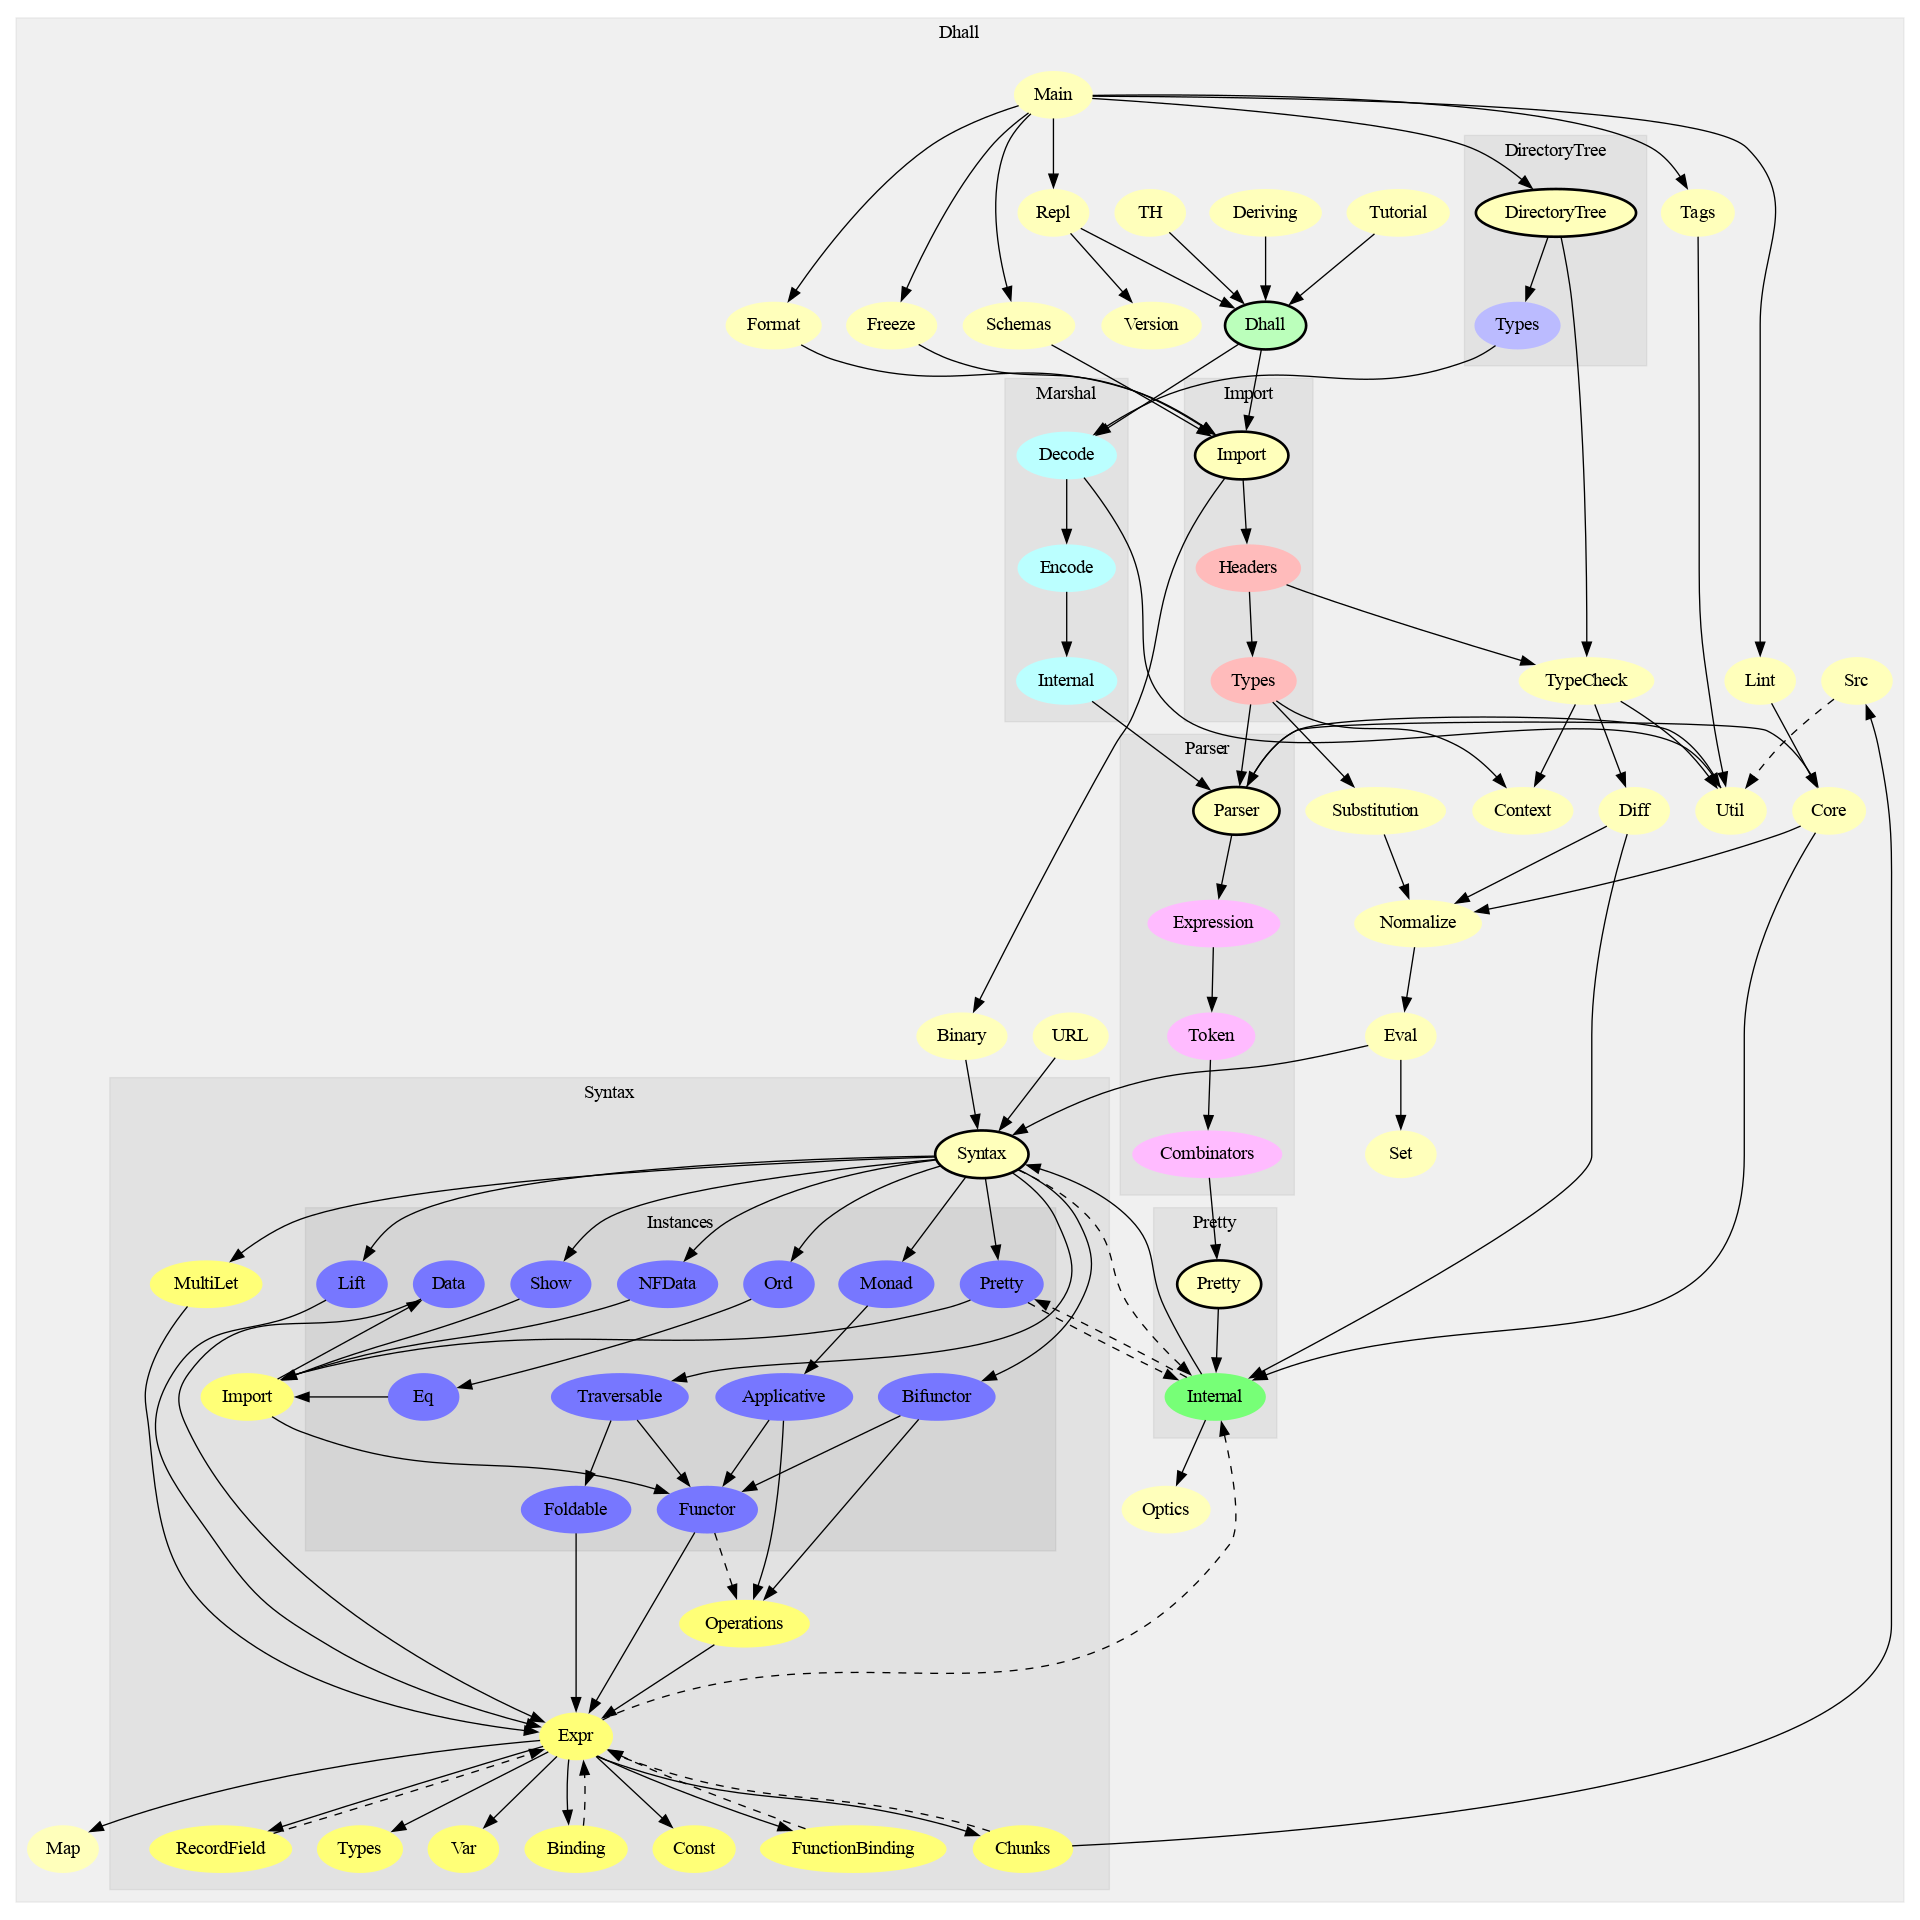 Dhall
Main
DirectoryTree
Repl
TH
Deriving
Tutorial
DirectoryTree
Tags
Format
Freeze
Schemas
Version
Dhall
Types
Marshal
Import
Decode
Import
Encode
Headers
Internal
Types
TypeCheck
Lint
Src
Parser
Parser
Substitution
Context
Diff
Util
Core
Expression
Normalize
Binary
URL
Token
Eval
Syntax
Syntax
Combinators
Set
Instances
Pretty
MultiLet
Lift
Data
Show
NFData
Ord
Monad
Pretty
Pretty
Import
Eq
Traversable
Applicative
Bifunctor
Internal
Foldable
Functor
Optics
Operations
Expr
Map
RecordField
Types
Var
Binding
Const
FunctionBinding
Chunks